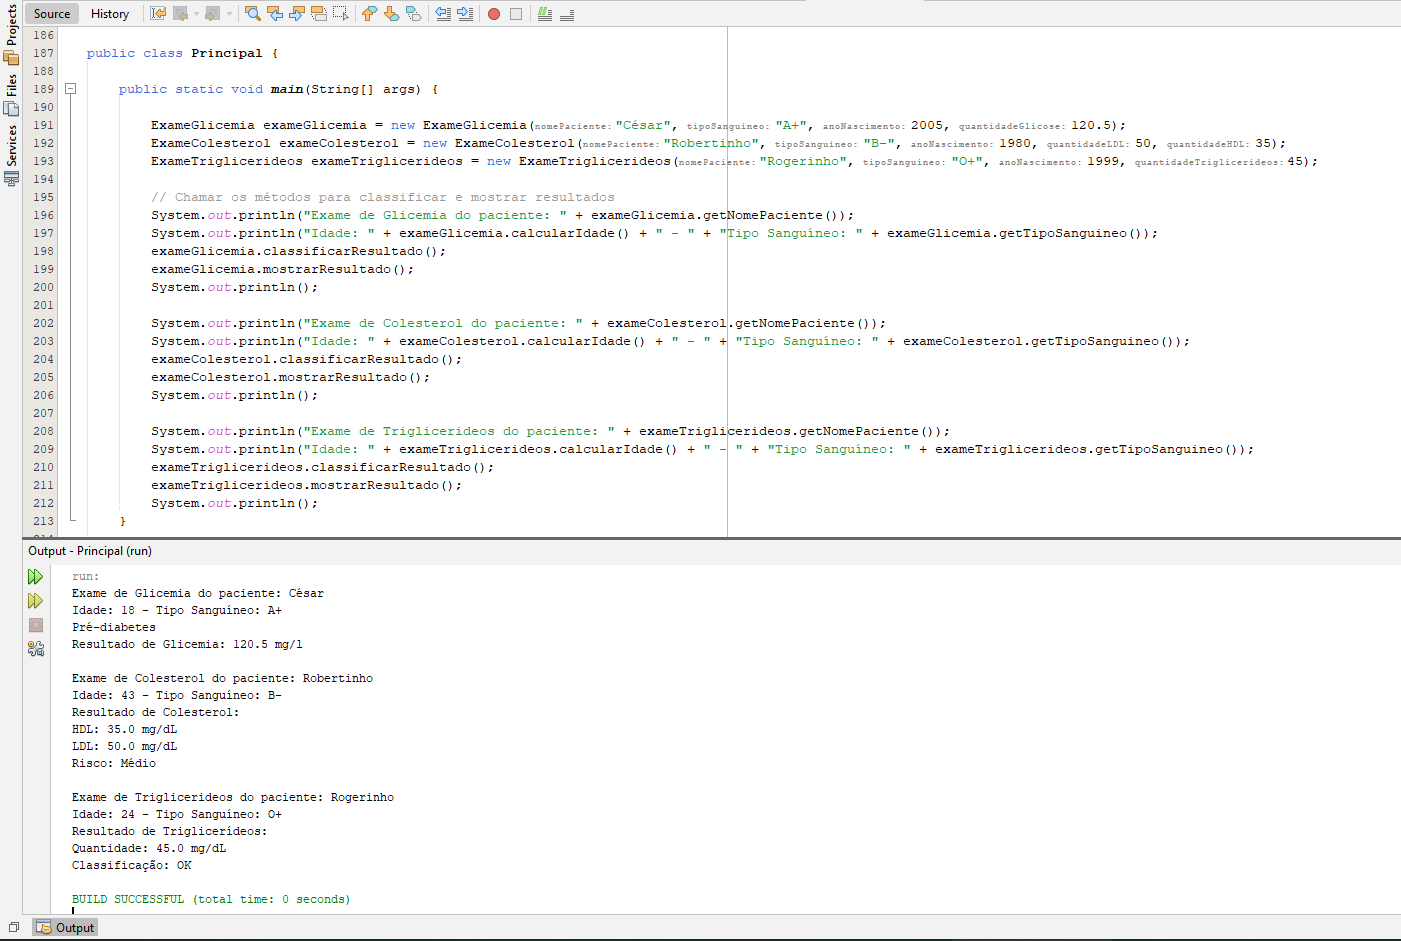 Projects
Files
Services
Source History
186
187 public class Principal {
188
189 public static void main(String[] args) {
190
191 ExameGlicemia exameGlicemia = new ExameGlicemia(nomePaciente: "César", tipoSanguineo: "A+", anoNascimento: 2005, quantidadeGlicose: 120.5);
192 ExameColesterol exameColesterol = new ExameColesterol(nomePaciente: "Robertinho", tipoSanguineo: "B-", anoNascimento: 1980, quantidadeLDL: 50, quantidadeHDL: 35);
193 ExameTriglicerideos exameTriglicerideos = new ExameTriglicerideos(nomePaciente: "Rogerinho", tipoSanguineo: "O+", anoNascimento: 1999, quantidadeTriglicerideos: 45);
194
195 // Chamar os métodos para classificar e mostrar resultados
196 System.out.println("Exame de Glicemia do paciente: " + exameGlicemia.getNomePaciente());
197 System.out.println("Idade: " + exameGlicemia.calcularIdade() + " - " + "Tipo Sanguíneo: " + exameGlicemia.getTipoSanguineo());
198 exameGlicemia.classificarResultado();
199 exameGlicemia.mostrarResultado();
200 System.out.println();
201
202 System.out.println("Exame de Colesterol do paciente: " + exameColesterol.getNomePaciente());
203 System.out.println("Idade: " + exameColesterol.calcularIdade() + " - " + "Tipo Sanguíneo: " + exameColesterol.getTipoSanguineo());
204 exameColesterol.classificarResultado();
205 exameColesterol.mostrarResultado();
206 System.out.println();
207
208 System.out.println("Exame de Triglicerideos do paciente: " + exameTriglicerideos.getNomePaciente());
209 System.out.println("Idade: " + exameTriglicerideos.calcularIdade() + " - " + "Tipo Sanguíneo: " + exameTriglicerideos.getTipoSanguineo());
210 exameTriglicerideos.classificarResultado();
211 exameTriglicerideos.mostrarResultado();
212 System.out.println();
213 }
Output - Principal (run)
run:
Exame de Glicemia do paciente: César
Idade: 18 - Tipo Sanguíneo: A+
Pré-diabetes
Resultado de Glicemia: 120.5 mg/l
Exame de Colesterol do paciente: Robertinho
Idade: 43 - Tipo Sanguíneo: B-
Resultado de Colesterol:
HDL: 35.0 mg/dL
LDL: 50.0 mg/dL
Risco: Médio
Exame de Triglicerideos do paciente: Rogerinho
Idade: 24 - Tipo Sanguíneo: O+
Resultado de Triglicerídeos:
Quantidade: 45.0 mg/dL
Classificação: OK
BUILD SUCCESSFUL (total time: 0 seconds)
Output